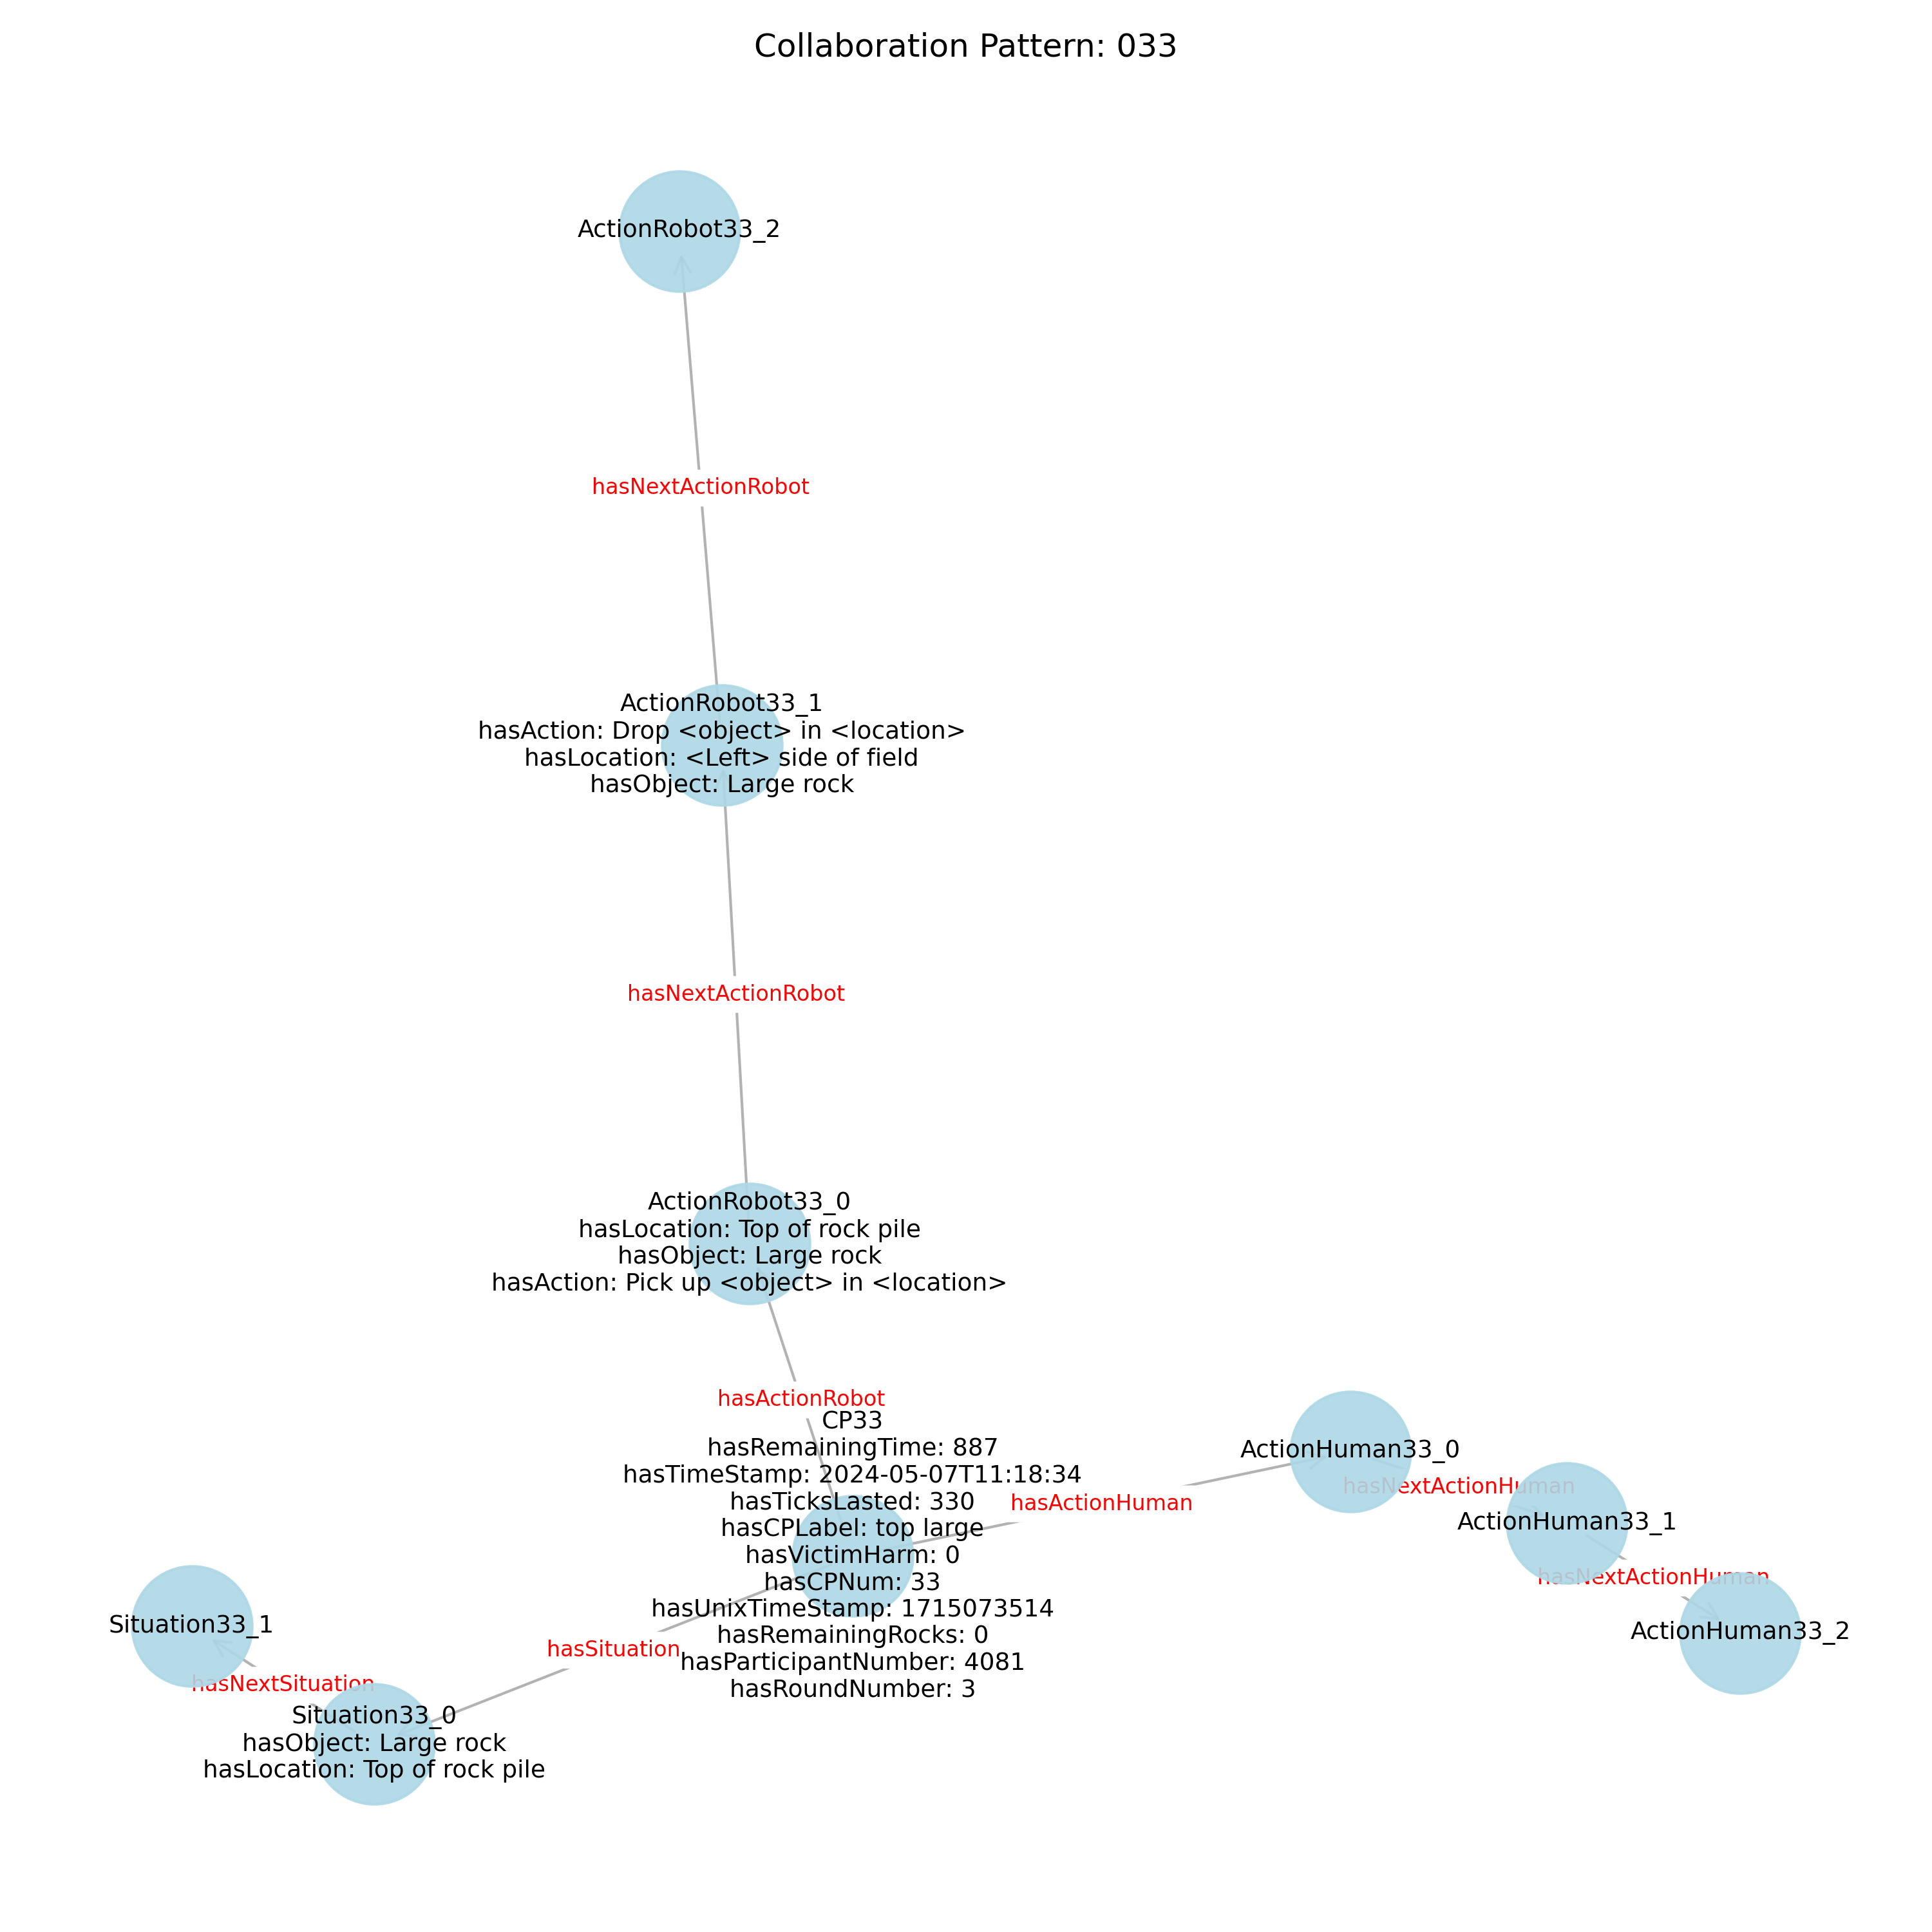 Collaboration Pattern: 033
ActionRobot33_2
hasNextActionRobot
ActionRobot33_1
hasAction: Drop <object> in <location>
hasLocation: <Left> side of field
hasObject: Large rock
hasNextActionRobot
ActionRobot33_0
hasLocation: Top of rock pile
hasObject: Large rock
hasAction: Pick up <object> in <location>
hasActionRobot
CP33
hasRemainingTime: 887
hasTimeStamp: 2024-05-07T11:18:34
hasTicksLasted: 330
hasCPLabel: top large
hasVictimHarm: 0
hasCPNum: 33
hasUnixTimeStamp: 1715073514
hasRemainingRocks: 0
hasParticipantNumber: 4081
hasRoundNumber: 3
hasActionHuman
ActionHuman33_0
hasNextActionHuman
ActionHuman33_1
hasNextActionHuman
ActionHuman33_2
hasSituation
Situation33_1
hasNextSituation
Situation33_0
hasObject: Large rock
hasLocation: Top of rock pile